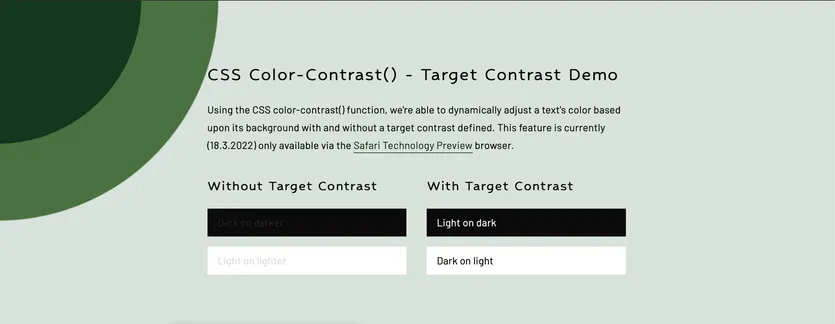 CSS Color-Contrast() - Target Contrast Demo
Using the CSS color-contrast() function, we're able to dynamically adjust a text's color based
upon its background with and without a target contrast defined. This feature is currently
(18.3.2022) only available via the Safari Technology Preview browser.
Without Target Contrast
With Target Contrast
Dark on darker
Light on dark
Light on lighter
Dark on light